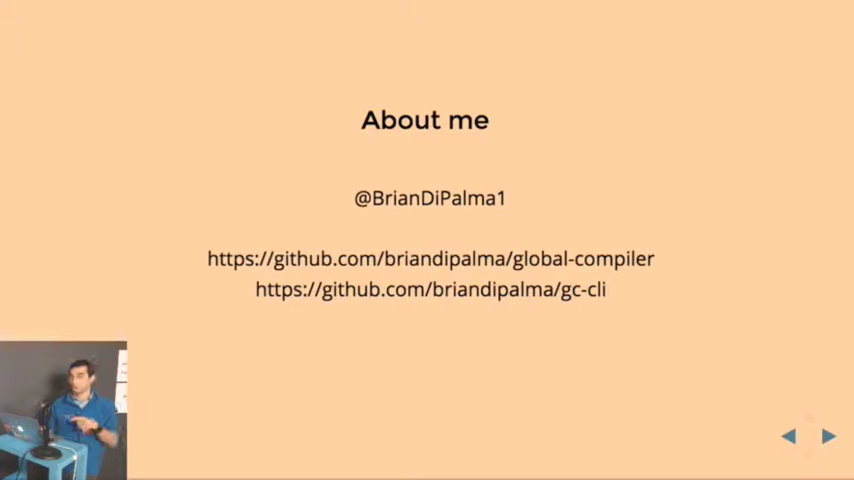 About me
@BrianDiPalma1
https://github.com/briandipalma/global-compiler
https://github.com/briandipalma/gc-cli